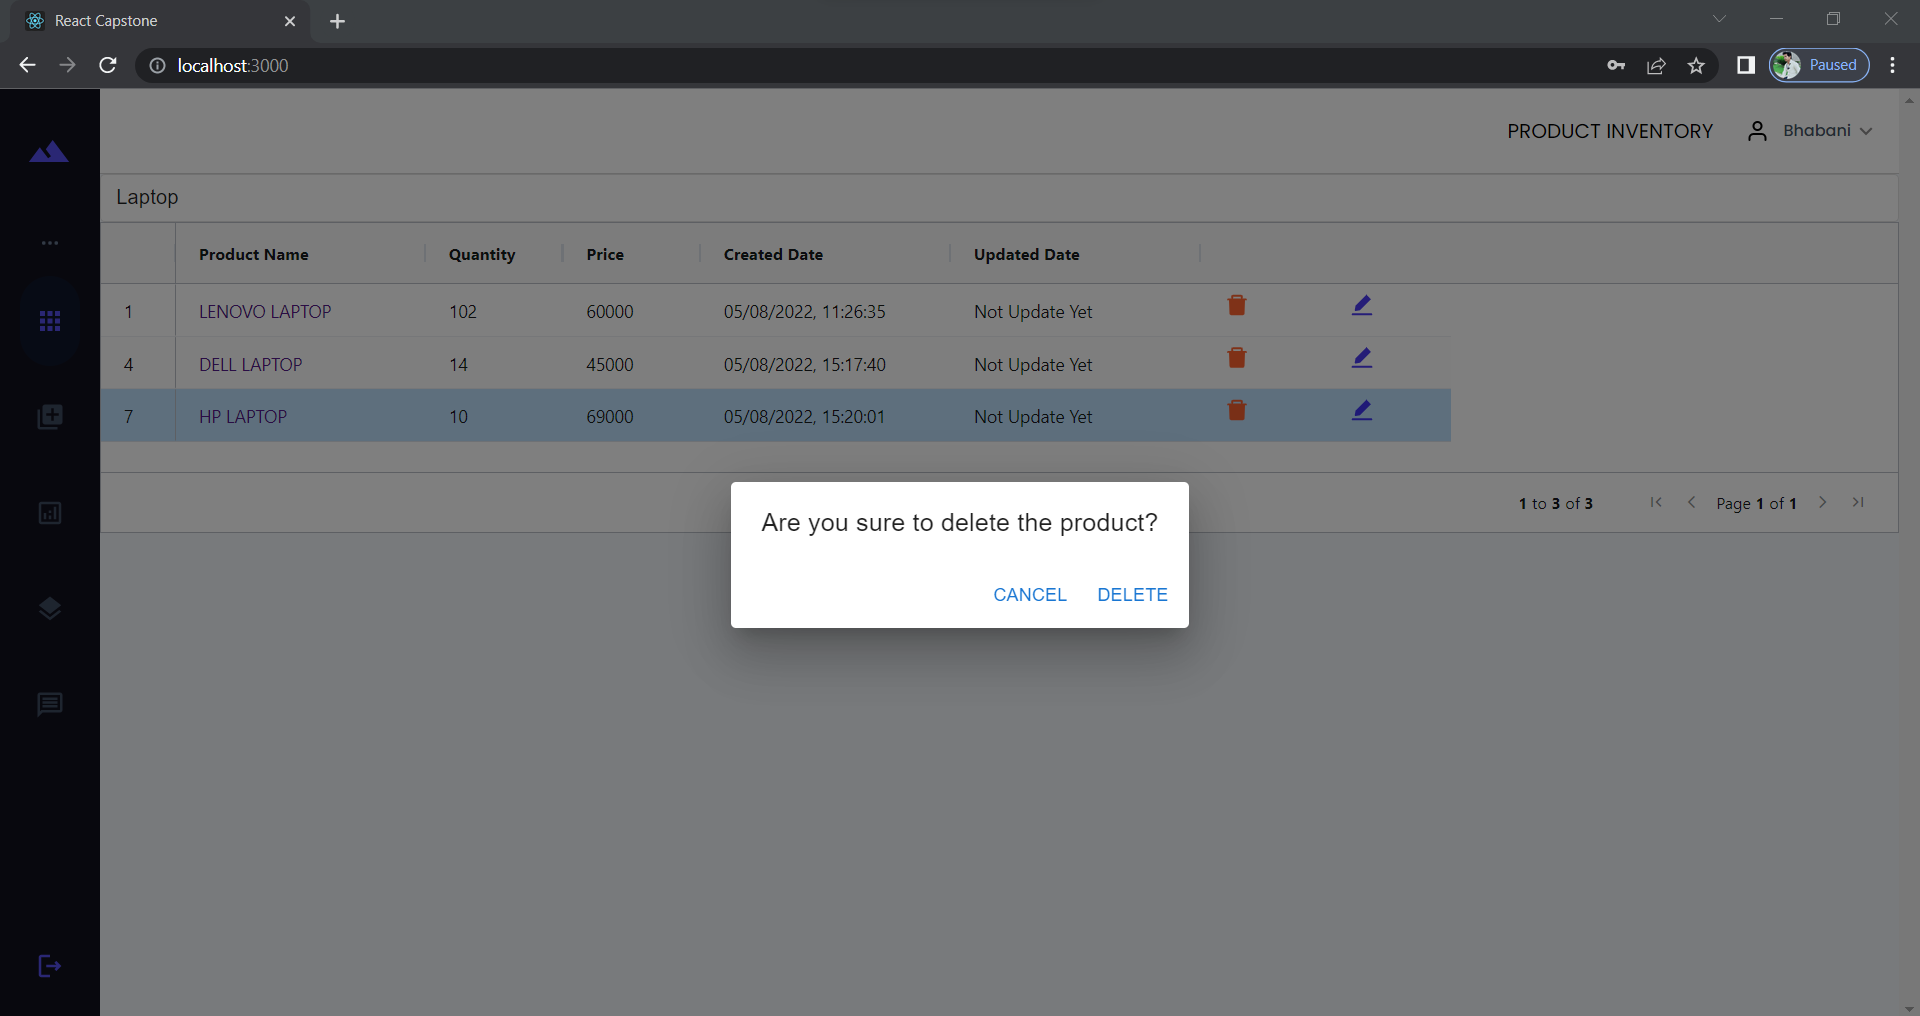 React Capstone
localhost:3000
Paused
PRODUCT INVENTORY Bhabani
Laptop
Product Name Quantity Price Created Date Updated Date
1 LENOVO LAPTOP 102 60000 05/08/2022, 11:26:35 Not Update Yet
4 DELL LAPTOP 14 45000 05/08/2022, 15:17:40 Not Update Yet
7 HP LAPTOP 10 69000 05/08/2022, 15:20:01 Not Update Yet
1 to 3 of 3 Page 1 of 1
Are you sure to delete the product?
CANCEL DELETE